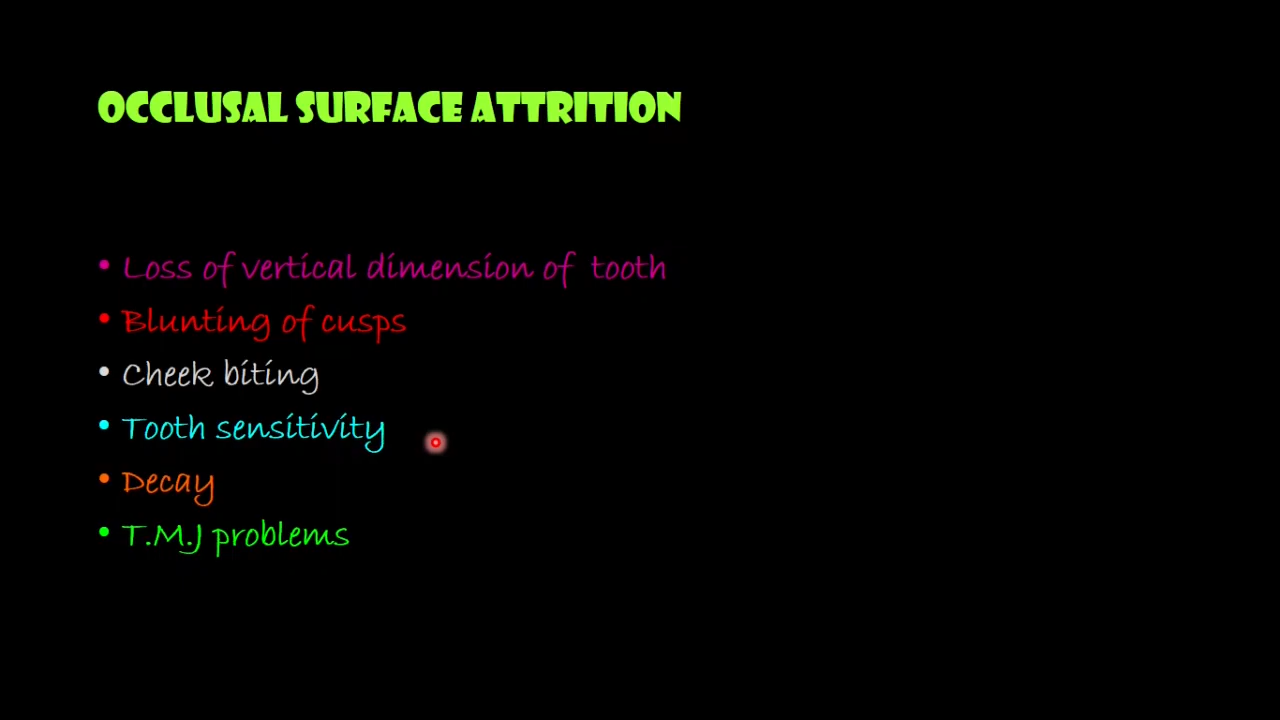 OCCLUSAL SURFACE ATTRITION
• Loss of vertical dimension of tooth
• Blunting of cusps
• Cheek biting
• Tooth sensitivity
• Decay
• T.M.J problems